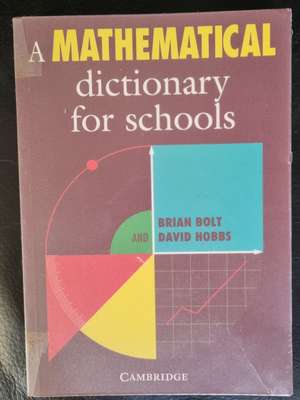 A MATHEMATICAL
dictionary
for schools
BRIAN BOLT
AND DAVID HOBBS
CAMBRIDGE